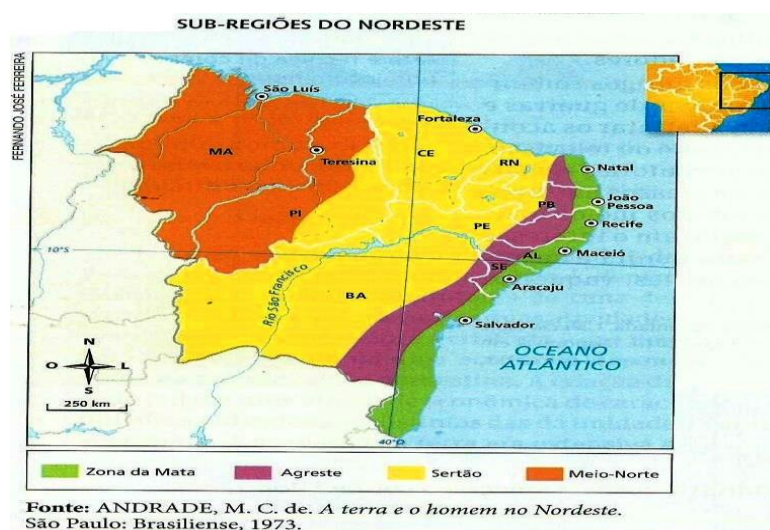 SUB-REGIÕES DO NORDESTE
FERNANDO JOSÉ FERREIRA
São Luís
Fortaleza
MA
CE
Teresina
RN
Natal
PB
João
Pessoa
PI
PE
Recife
10°S
AL
Maceió
SE
Rio São Francisco
BA
Aracaju
Salvador
N
O L
S
OCEANO
ATLÂNTICO
250 km
40°O
Zona da Mata Agreste Sertão Meio-Norte
Fonte: ANDRADE, M. C. de. A terra e o homem no Nordeste.
São Paulo: Brasiliense, 1973.